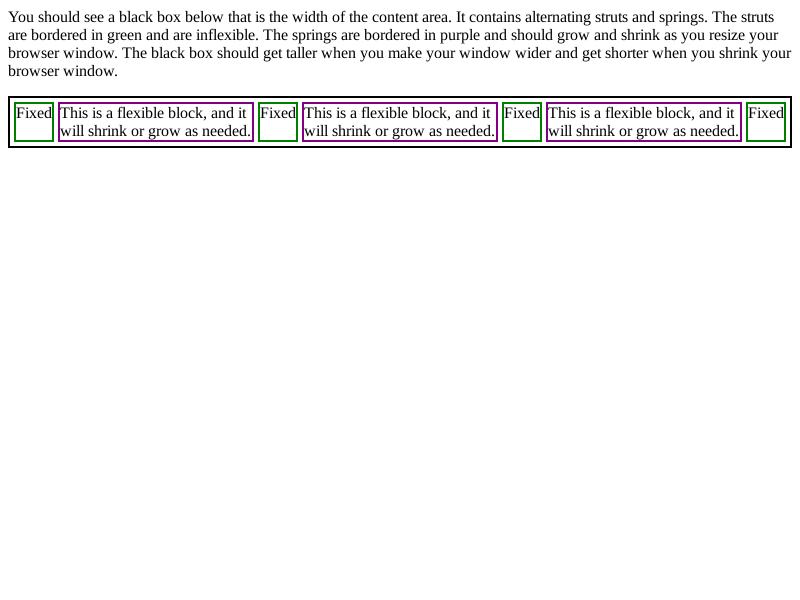 You should see a black box below that is the width of the content area. It contains alternating struts and springs. The struts
are bordered in green and are inflexible. The springs are bordered in purple and should grow and shrink as you resize your
browser window. The black box should get taller when you make your window wider and get shorter when you shrink your
browser window.
Fixed
This is a flexible block, and it
will shrink or grow as needed.
Fixed
This is a flexible block, and it
will shrink or grow as needed.
Fixed
This is a flexible block, and it
will shrink or grow as needed.
Fixed